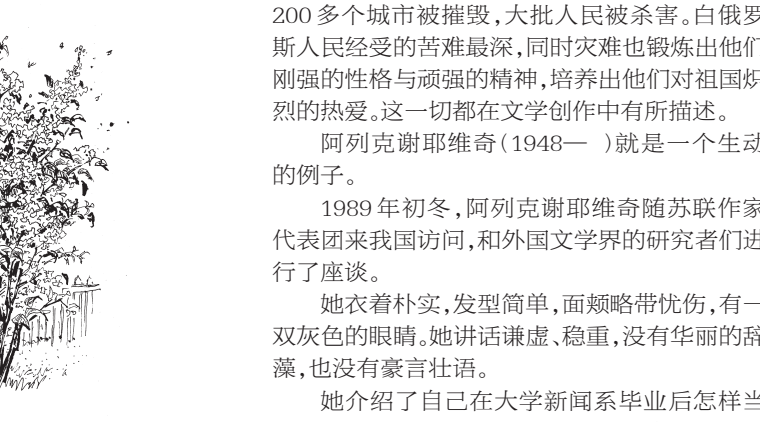 200多个城市被摧毁，大批人民被杀害。白俄罗
斯人民经受的苦难最深，同时灾难也锻炼出他们
刚强的性格与顽强的精神，培养出他们对祖国炽
烈的热爱。这一切都在文学创作中有所描述。
阿列克谢耶维奇(1948— )就是一个生动
的例子。
1989年初冬，阿列克谢耶维奇随苏联作家
代表团来我国访问，和外国文学界的研究者们进
行了座谈。
她衣着朴实，发型简单，面颊略带忧伤，有一
双灰色的眼睛。她讲话谦虚、稳重，没有华丽的辞
藻，也没有豪言壮语。
她介绍了自己在大学新闻系毕业后怎样当